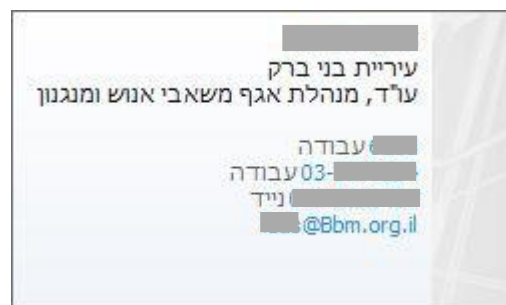 עיריית בני ברק
עו"ד, מנהלת אגף משאבי אנוש ומנגנון
עבודה
03- עבודה
נייד
@Bbm.org.il